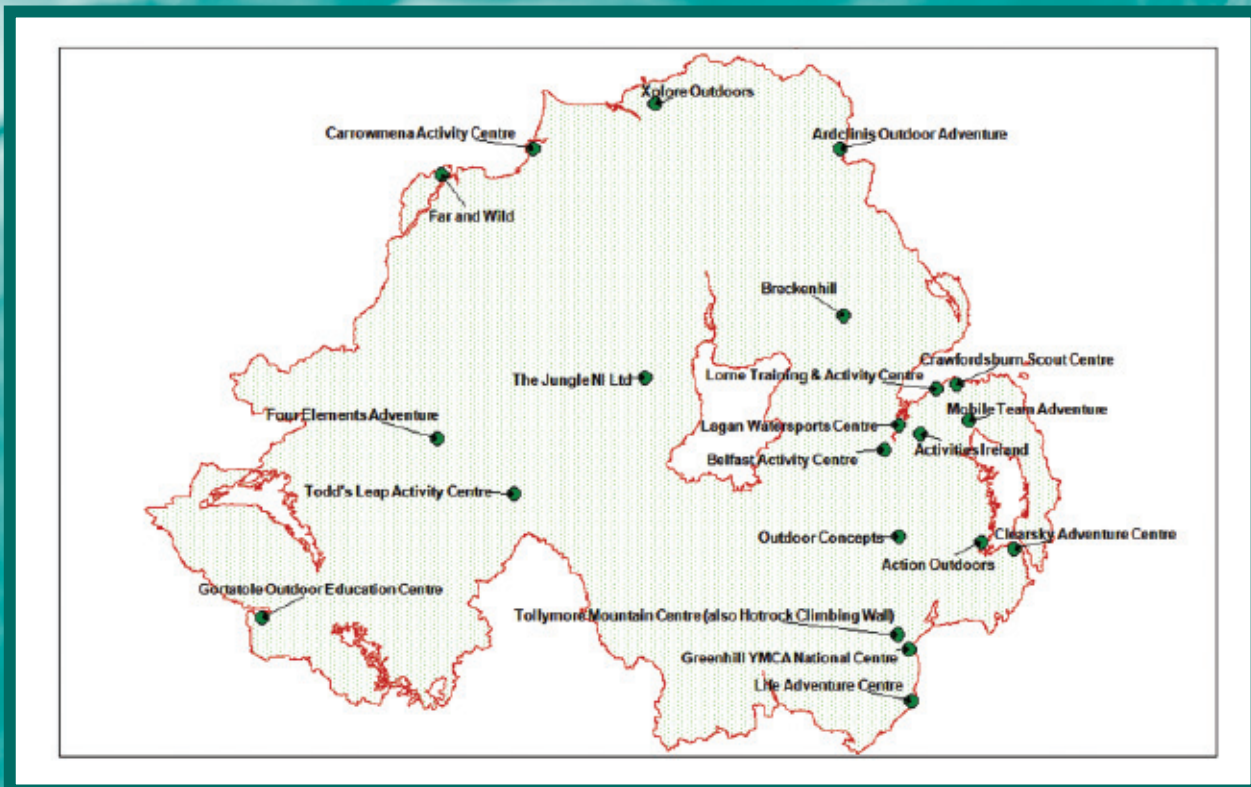 Xplore Outdoors
Carrowmena Activity Centre
Ardclinis Outdoor Adventure
Far and Wild
Breckenhill
Crawfordsburn Scout Centre
The Jungle NI Ltd
Lorne Training & Activity Centre
Four Elements Adventure
Mobile Team Adventure
Lagan Watersports Centre
Activities Ireland
Belfast Activity Centre
Todd's Leap Activity Centre
Outdoor Concepts
Clearsky Adventure Centre
Action Outdoors
Gortatole Outdoor Education Centre
Tollymore Mountain Centre (also Hotrock Climbing Wall)
Greenhill YMCA National Centre
Life Adventure Centre